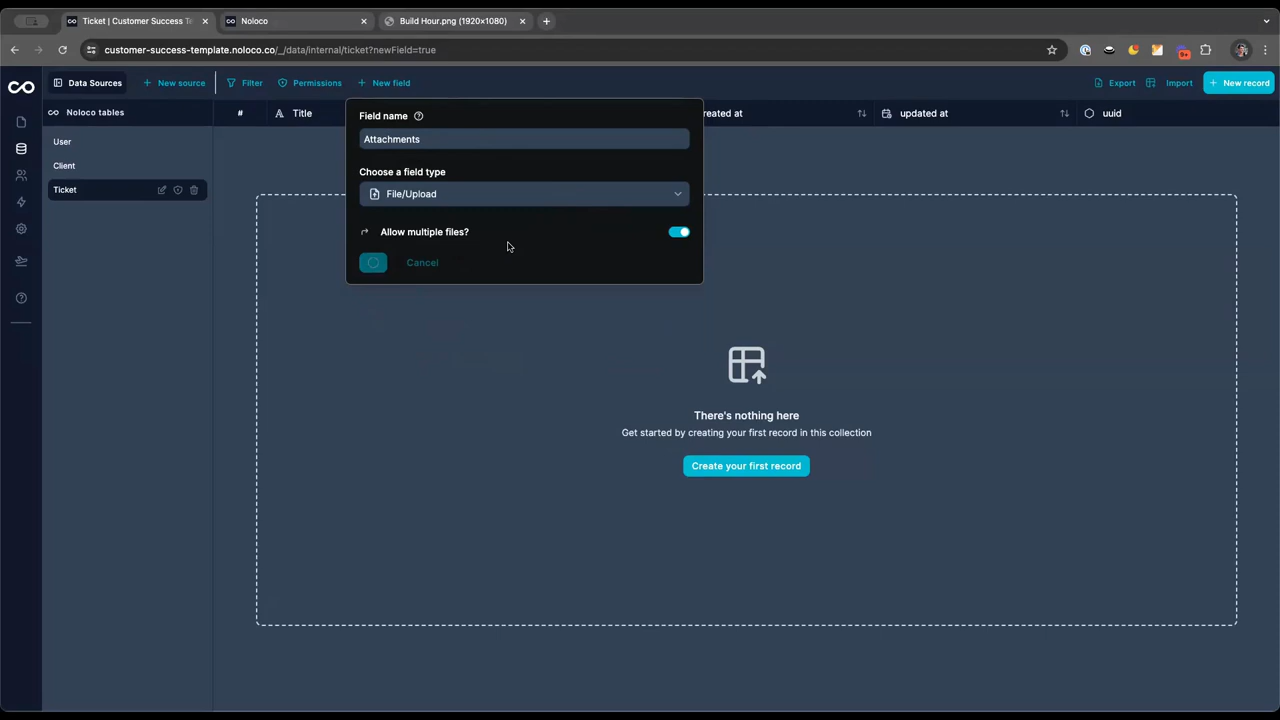 Ticket | Customer Success Te
Noloco
Build Hour.png (1920×1080)
customer-success-template.noloco.co/_/data/internal/ticket?newField=true
9+
Data Sources
New source
Filter
Permissions
New field
Export
Import
New record
Noloco tables
#
Title
reated at
updated at
uuid
User
Client
Ticket
Field name
Attachments
Choose a field type
File/Upload
Allow multiple files?
Cancel
There's nothing here
Get started by creating your first record in this collection
Create your first record